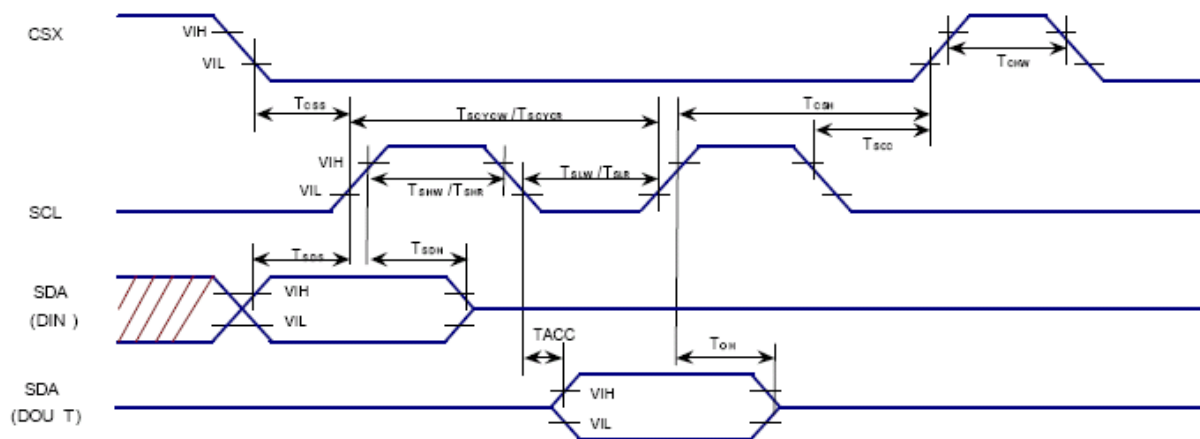 CSX
VIH
VIL
TCHW
TCSS
TSCYCW /TSCYCR
TCSH
TSCC
VIH
VIL
TSHW /TSHR
TSLW /TSLR
SCL
TSDS
TSDH
SDA
(DIN )
VIH
VIL
TACC
TOH
SDA
(DOU T)
VIH
VIL